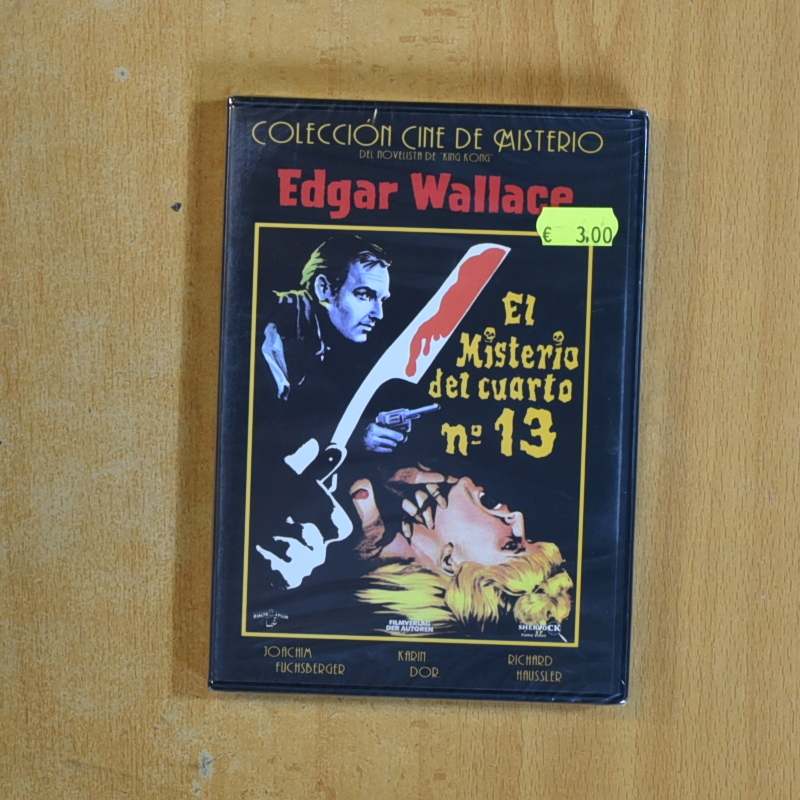 COLECCIÓN CINE DE MISTERIO
DEL NOVELISTA DE "KING KONG"
Edgar Wallace
€ 3,00
El
Misterio
del cuarto
nº 13
FILMVERLAG
DER AUTOREN
SHERLOCK
JOACHIM
FUCHSBERGER
KARIN
DOR
RICHARD
HAUSSLER